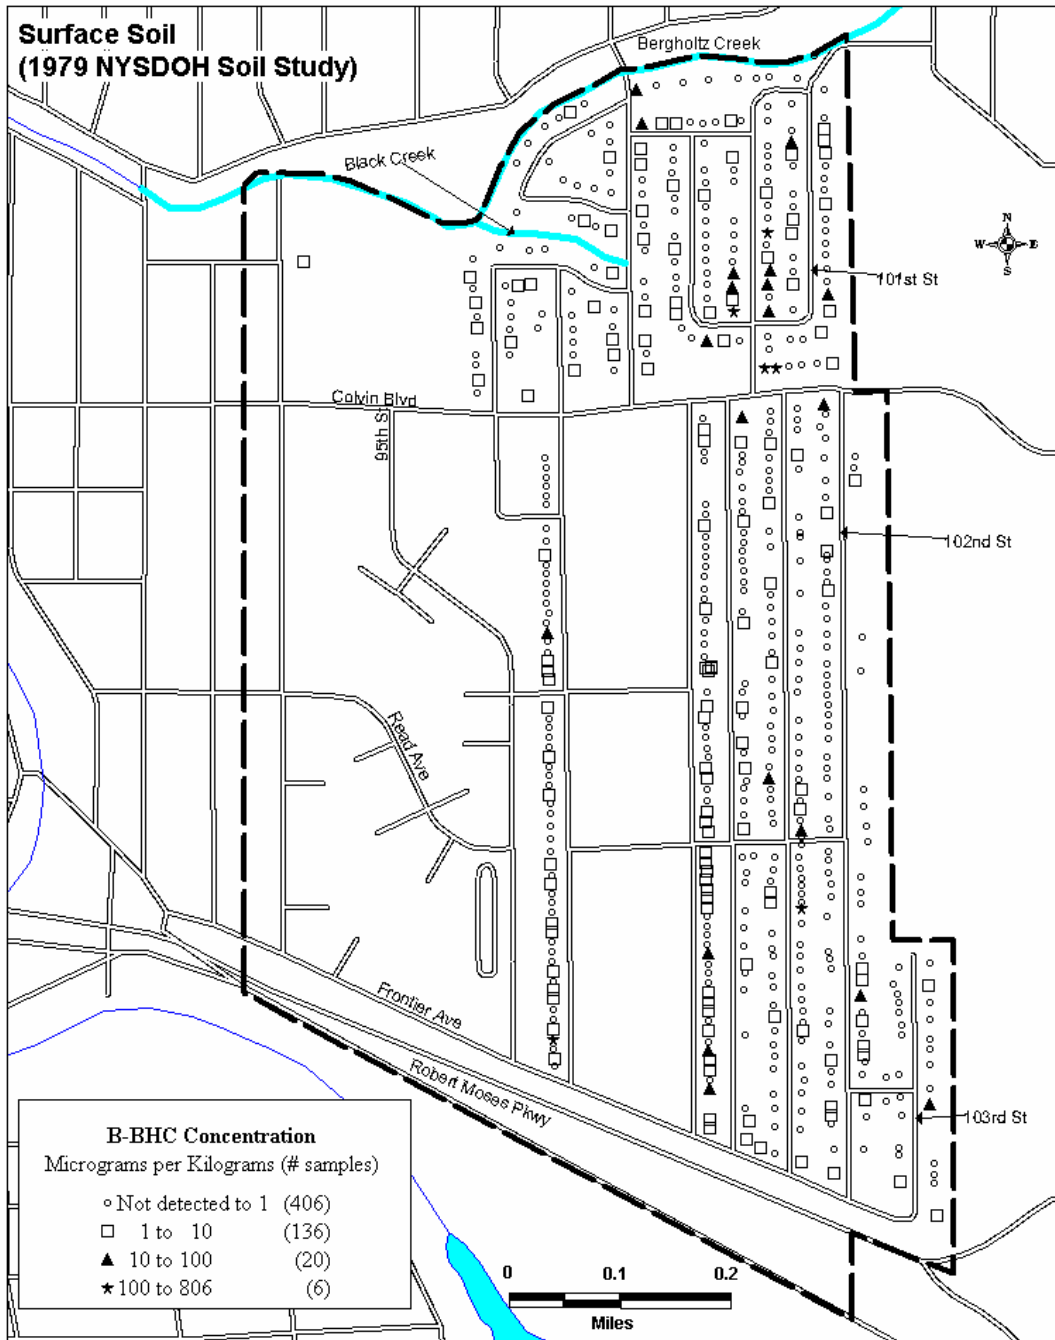 Surface Soil
(1979 NYSDOH Soil Study)
Bergholtz Creek
Black Creek
N
W E
S
101st St
Colvin Blvd
95th St
102nd St
Read Ave
Frontier Ave
Robert Moses Pkwy
103rd St
B-BHC Concentration
Micrograms per Kilograms (# samples)
Not detected to 1 (406)
1 to 10 (136)
10 to 100 (20)
100 to 806 (6)
0 0.1 0.2
Miles